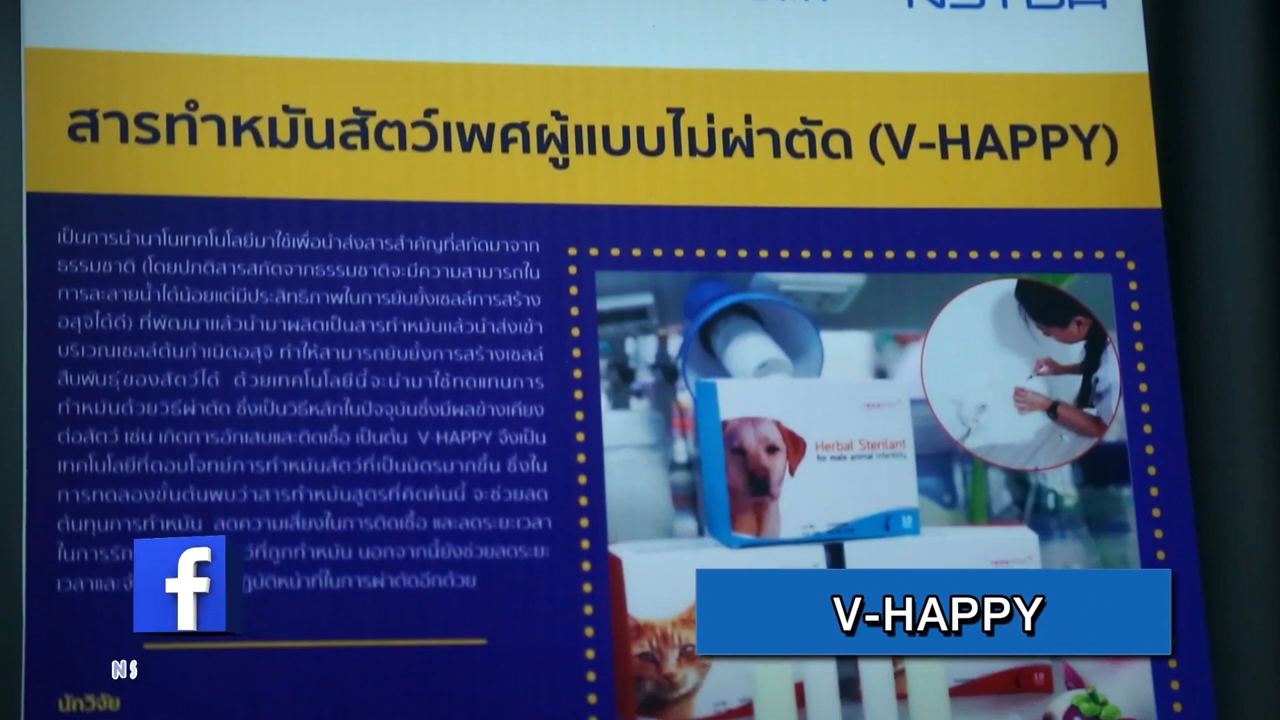 NSTDA
สารทำหมันสัตว์เพศผู้แบบไม่ผ่าตัด (V-HAPPY)
เป็นการนำนาโนเทคโนโลยีมาใช้เพื่อนำส่งสารสำคัญที่สกัดมาจาก
ธรรมชาติ (โดยปกติสารสกัดจากธรรมชาติจะมีความสามารถใน
การละลายน้ำได้น้อยแต่มีประสิทธิภาพในการยับยั้งเซลล์การสร้าง
อสุจิได้ดี) ที่พัฒนาแล้วนำมาผลิตเป็นสารทำหมันแล้วนำส่งเข้า
บริเวณเซลล์ต้นกำเนิดอสุจิ ทำให้สามารถยับยั่งการสร้างเซลล์
สืบพันธุ์ของสัตว์ได้ ด้วยเทคโนโลยีนี้จะนำมาใช้ทดแทนการ
ทำหมันด้วยวิธีผ่าตัด ซึ่งเป็นวิธีหลักในปัจจุบันซึ่งมีผลข้างเคียง
ต่อสัตว์ เช่น เกิดการอักเสบและติดเชื้อ เป็นต้น V-HAPPY จึงเป็น
เทคโนโลยีที่ตอบโจทย์การทำหมันสัตว์ที่เป็นมิตรมากขึ้น ซึ่งใน
การทดลองขั้นต้นพบว่าสารทำหมันสูตรที่คิดค้นนี้ จะช่วยลด
ต้นทุนการทำหมัน ลดความเสี่ยงในการติดเชื้อ และลดระยะเวลา
ในการรัก ที่ถูกทำหมัน นอกจากนี้ยังช่วยลดระยะ
เวลาและ ปฏิบัติหน้าที่ในการผ่าตัดอีกด้วย
Herbal Sterilant
for male animal infertility
f
V-HAPPY
NS
นักวิจัย